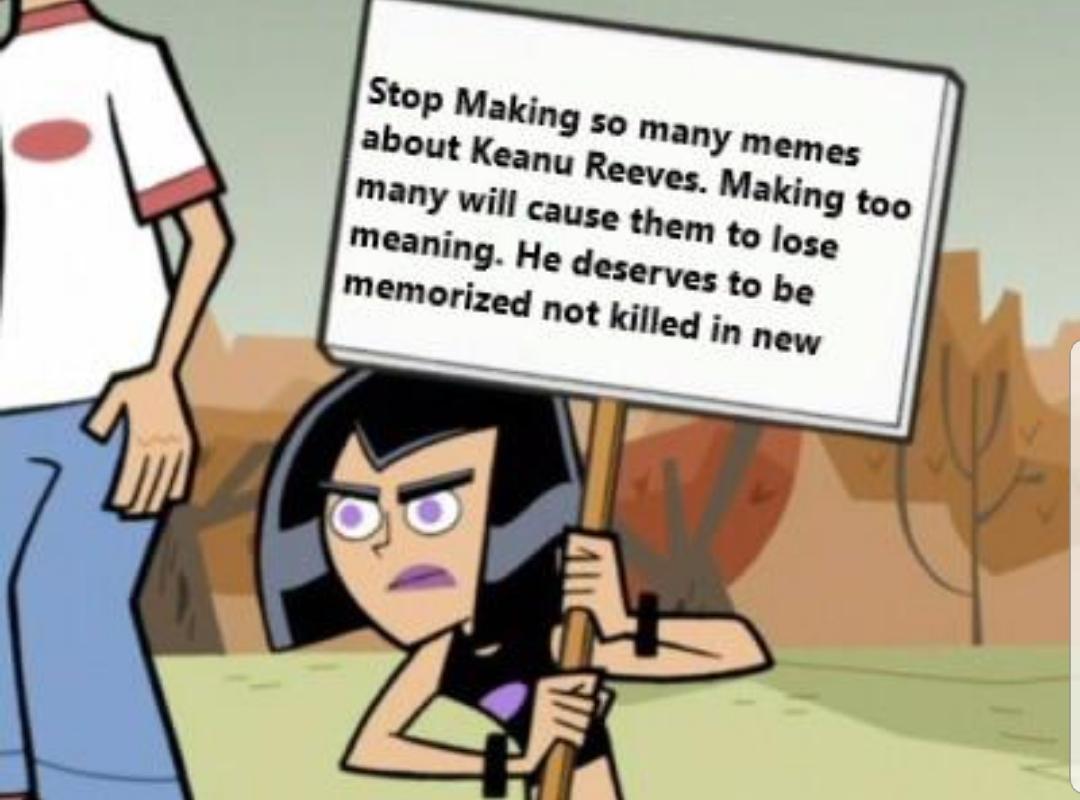 Stop Making so many memes
about Keanu Reeves. Making too
many will cause them to lose
meaning. He deserves to be
memorized not killed in new